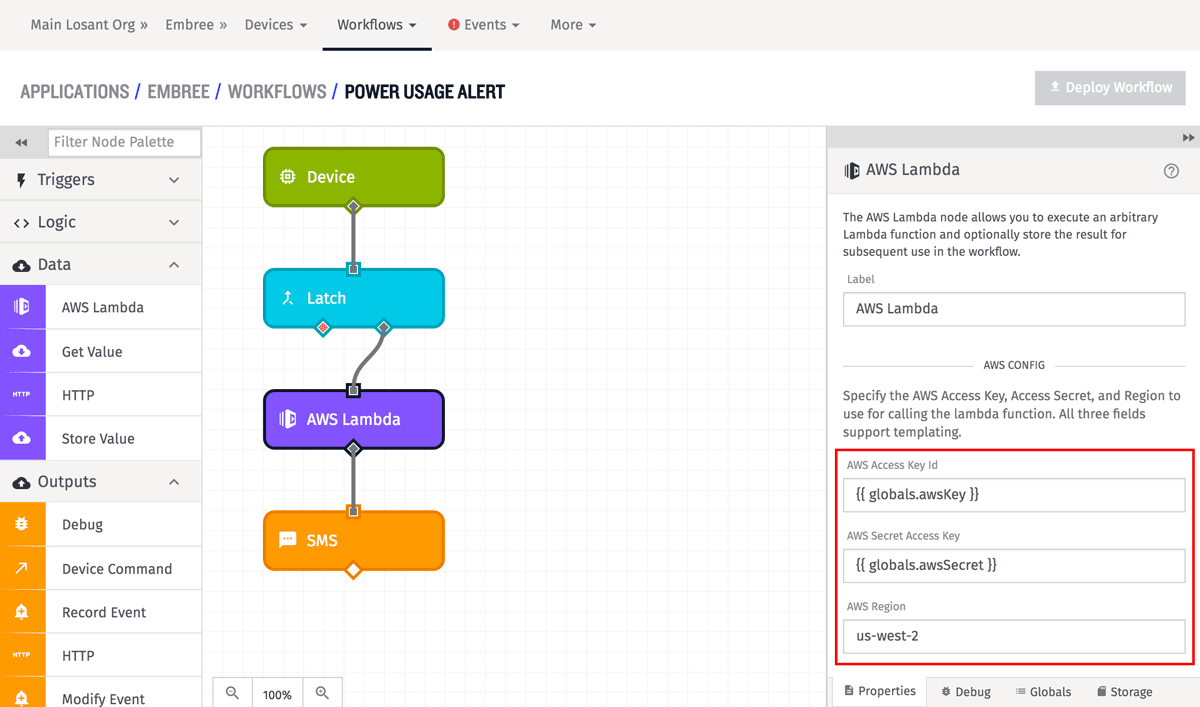 Main Losant Org » Embree » Devices Workflows Events More
APPLICATIONS / EMBREE / WORKFLOWS / POWER USAGE ALERT
Deploy Workflow
Filter Node Palette
Triggers
Logic
Data
AWS Lambda
Get Value
HTTP HTTP
Store Value
Outputs
Debug
Device Command
Record Event
HTTP HTTP
Modify Event
Device
Latch
AWS Lambda
SMS
100%
AWS Lambda
The AWS Lambda node allows you to execute an arbitrary
Lambda function and optionally store the result for
subsequent use in the workflow.
Label
AWS Lambda
AWS CONFIG
Specify the AWS Access Key, Access Secret, and Region to
use for calling the lambda function. All three fields
support templating.
AWS Access Key Id
{{ globals.awsKey }}
AWS Secret Access Key
{{ globals.awsSecret }}
AWS Region
us-west-2
Properties Debug Globals Storage